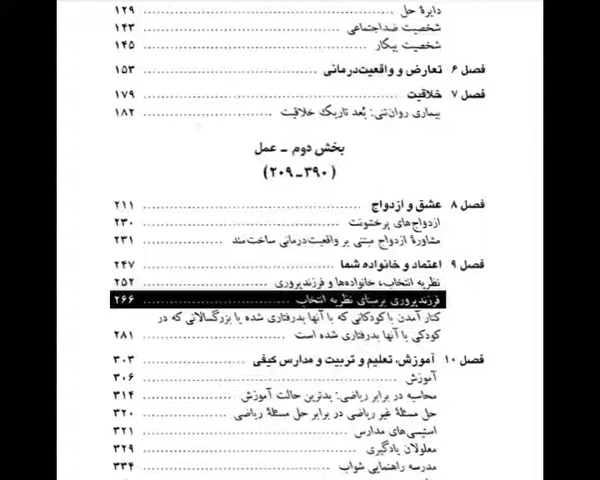 دایرهٔ حل ........ ۱۲۹
شخصیت ضداجتماعی ........ ۱۴۳
شخصیت بیکار ........ ۱۴۵
فصل ۶ تعارض و واقعیت‌درمانی ........ ۱۵۳
فصل ۷ خلاقیت ........ ۱۷۹
بیماری روان‌تنی: بُعد تاریک خلاقیت ........ ۱۸۲
بخش دوم - عمل
(۲۰۹-۳۹۰)
فصل ۸ عشق و ازدواج ........ ۲۱۱
ازدواج‌های پرخشونت ........ ۲۳۰
مشاورهٔ ازدواج مبتنی بر واقعیت‌درمانی ساخت‌مند ........ ۲۳۱
فصل ۹ اعتماد و خانواده شما ........ ۲۴۷
نظریه انتخاب، خانواده‌ها و فرزندپروری ........ ۲۵۲
فرزندپروری برمبنای نظریه انتخاب ........ ۲۶۶
کنار آمدن با کودکانی که با آنها بدرفتاری شده یا بزرگسالانی که در
کودکی با آنها بدرفتاری شده است ........ ۲۸۱
فصل ۱۰ آموزش، تعلیم و تربیت و مدارس کیفی ........ ۳۰۳
آموزش ........ ۳۰۶
محاسبه در برابر ریاضی: بدترین حالت آموزش ........ ۳۱۴
حل مسئلهٔ غیر ریاضی در برابر حل مسئلهٔ ریاضی ........ ۳۲۰
استیسی‌های مدارس ........ ۳۲۱
معلولان یادگیری ........ ۳۲۹
مدرسه راهنمایی شواب ........ ۳۳۴